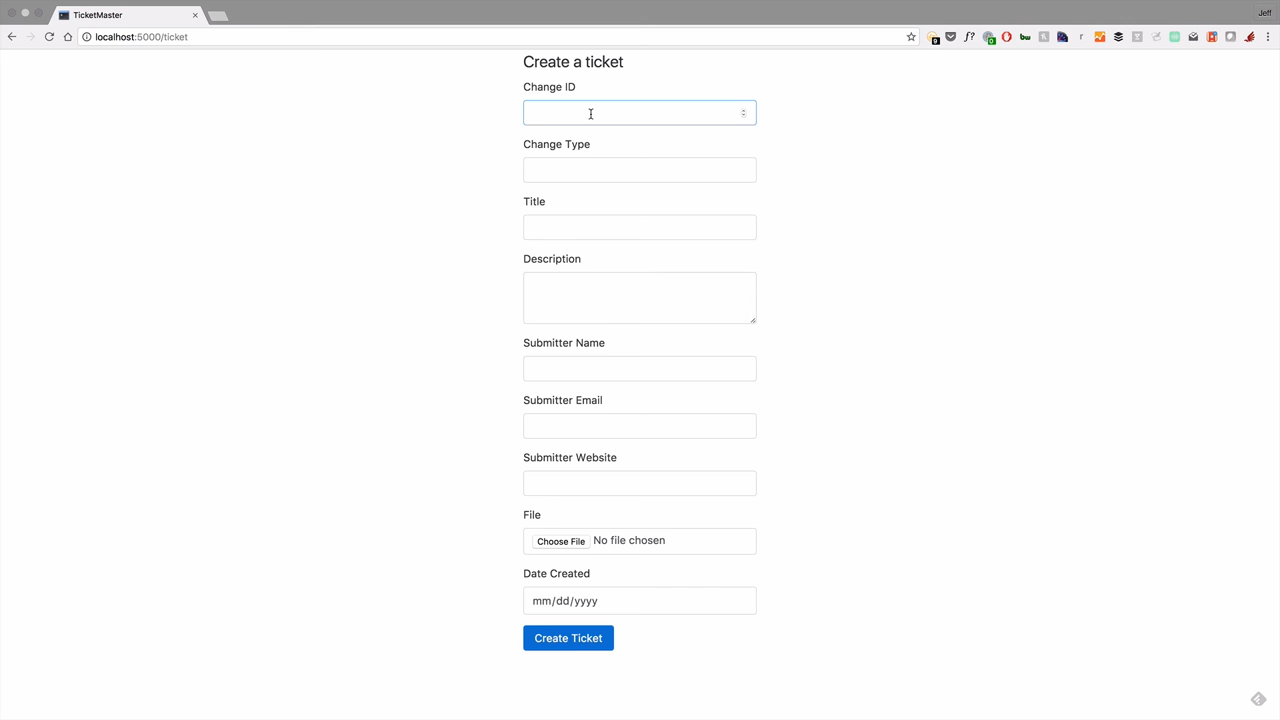 TicketMaster
Jeff
localhost:5000/ticket
Create a ticket
Change ID
Change Type
Title
Description
Submitter Name
Submitter Email
Submitter Website
File
Choose File No file chosen
Date Created
mm/dd/yyyy
Create Ticket